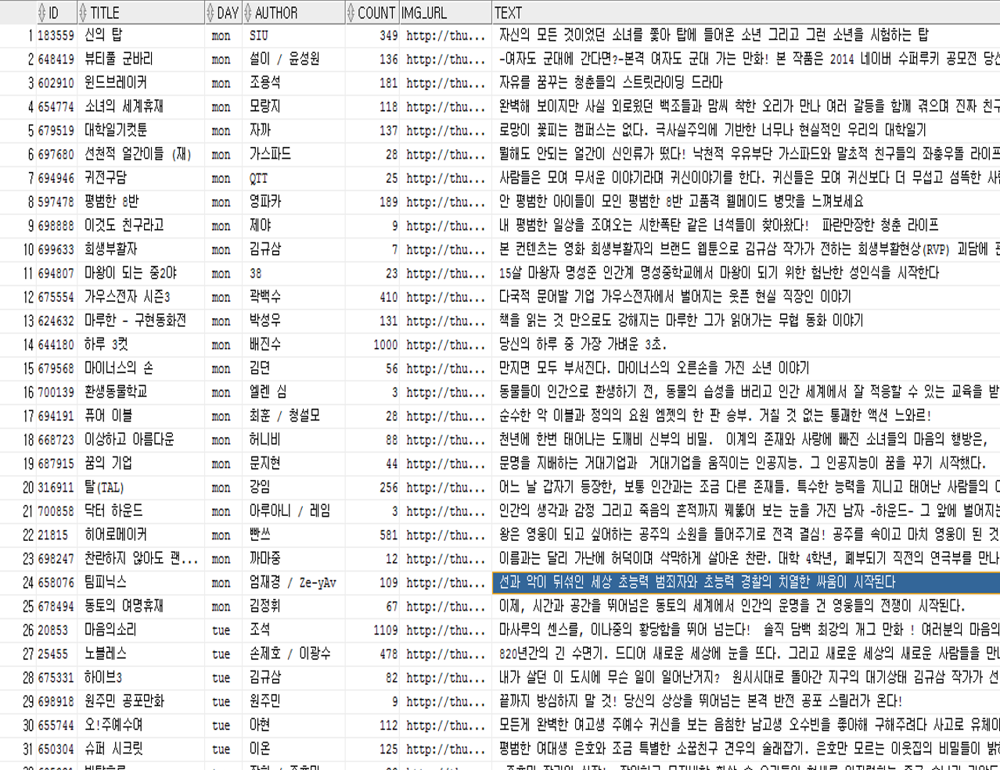 ID TITLE DAY AUTHOR COUNT IMG_URL TEXT
1 183559 신의 탑 mon SIU 349 http://thu... 자신의 모든 것이었던 소녀를 쫓아 탑에 들어온 소년 그리고 그런 소년을 시험하는 탑
2 648419 뷰티풀 군바리 mon 설이 / 윤성원 136 http://thu... -여자도 군대에 간다면?-본격 여자도 군대 가는 만화! 본 작품은 2014 네이버 수퍼루키 공모전 당선
3 602910 윈드브레이커 mon 조용석 181 http://thu... 자유를 꿈꾸는 청춘들의 스트릿라이딩 드라마
4 654774 소녀의 세계휴재 mon 모랑지 118 http://thu... 완벽해 보이지만 사실 외로웠던 백조들과 맘씨 착한 오리가 만나 여러 갈등을 함께 겪으며 진짜 친구
5 679519 대학일기컷툰 mon 자까 137 http://thu... 로망이 꽃피는 캠퍼스는 없다. 극사실주의에 기반한 너무나 현실적인 우리의 대학일기
6 697680 선천적 얼간이들 (재) mon 가스파드 28 http://thu... 뭘해도 안되는 얼간이 신인류가 떴다! 낙천적 우유부단 가스파드와 말초적 친구들의 좌충우돌 라이프
7 694946 귀전구담 mon QTT 25 http://thu... 사람들은 모여 무서운 이야기라며 귀신이야기를 한다. 귀신들은 모여 귀신보다 더 무섭고 섬뜩한 사람
8 597478 평범한 8반 mon 영파카 189 http://thu... 안 평범한 아이들이 모인 평범한 8반 고품격 웰메이드 병맛을 느껴보세요
9 698888 이것도 친구라고 mon 제야 9 http://thu... 내 평범한 일상을 조여오는 시한폭탄 같은 녀석들이 찾아왔다! 파란만장한 청춘 라이프
10 699633 희생부활자 mon 김규삼 7 http://thu... 본 컨텐츠는 영화 희생부활자의 브랜드 웹툰으로 김규삼 작가가 전하는 희생부활현상(RVP) 괴담에 관
11 694807 마왕이 되는 중2야 mon 38 23 http://thu... 15살 마왕자 명성준 인간계 명성중학교에서 마왕이 되기 위한 험난한 성인식을 시작한다
12 675554 가우스전자 시즌3 mon 곽백수 410 http://thu... 다국적 문어발 기업 가우스전자에서 벌어지는 웃픈 현실 직장인 이야기
13 624632 마루한 - 구현동화전 mon 박성우 131 http://thu... 책을 읽는 것 만으로도 강해지는 마루한 그가 읽어가는 무협 동화 이야기
14 644180 하루 3컷 mon 배진수 1000 http://thu... 당신의 하루 중 가장 가벼운 3초.
15 679568 마이너스의 손 mon 김뎐 56 http://thu... 만지면 모두 부서진다. 마이너스의 오른손을 가진 소년 이야기
16 700139 환생동물학교 mon 엘렌 심 3 http://thu... 동물들이 인간으로 환생하기 전, 동물의 습성을 버리고 인간 세계에서 잘 적응할 수 있는 교육을 받
17 694191 퓨어 이블 mon 최훈 / 청설모 28 http://thu... 순수한 악 이블과 정의의 요원 엠젯의 한 판 승부. 거칠 것 없는 통쾌한 액션 느와르!
18 668723 이상하고 아름다운 mon 허니비 88 http://thu... 천년에 한번 태어나는 도깨비 신부의 비밀. 이계의 존재와 사랑에 빠진 소녀들의 마음의 행방은,
19 687915 꿈의 기업 mon 문지현 44 http://thu... 문명을 지배하는 거대기업과 거대기업을 움직이는 인공지능. 그 인공지능이 꿈을 꾸기 시작했다.
20 316911 탈(TAL) mon 강임 256 http://thu... 어느 날 갑자기 등장한, 보통 인간과는 조금 다른 존재들. 특수한 능력을 지니고 태어난 사람들의
21 700858 닥터 하운드 mon 아루아니 / 레임 3 http://thu... 인간의 생각과 감정 그리고 죽음의 흔적까지 꿰뚫어 보는 눈을 가진 남자 -하운드- 그 앞에 벌어지는
22 21815 히어로메이커 mon 빤쓰 581 http://thu... 왕은 영웅이 되고 싶어하는 공주의 소원을 들어주기로 전격 결심! 공주를 속이고 마치 영웅이 된 것
23 698247 찬란하지 않아도 괜... mon 까마중 12 http://thu... 이름과는 달리 가난에 허덕이며 삭막하게 살아온 찬란. 대학 4학년, 폐부되기 직전의 연극부를 만나
24 658076 팀피닉스 mon 엄재경 / Ze-yAv 109 http://thu... 선과 악이 뒤섞인 세상 초능력 범죄자와 초능력 경찰의 치열한 싸움이 시작된다
25 678494 동토의 여명휴재 mon 김정휘 67 http://thu... 이제, 시간과 공간을 뛰어넘은 동토의 세계에서 인간의 운명을 건 영웅들의 전쟁이 시작된다.
26 20853 마음의소리 tue 조석 1109 http://thu... 마사루의 센스를, 이나중의 황당함을 뛰어 넘는다! 솔직 담백 최강의 개그 만화 ! 여러분의 마음의
27 25455 노블레스 tue 손제호 / 이광수 478 http://thu... 820년간의 긴 수면기. 드디어 새로운 세상에 눈을 뜨다. 그리고 새로운 세상의 새로운 사람들을 만나
28 675331 하이브3 tue 김규삼 82 http://thu... 내가 살던 이 도시에 무슨 일이 일어난거지? 원시시대로 돌아간 지구의 대기상태 김규삼 작가가 선
29 698918 원주민 공포만화 tue 원주민 9 http://thu... 끝까지 방심하지 말 것! 당신의 상상을 뛰어넘는 본격 반전 공포 스릴러가 온다!
30 655744 오!주예수여 tue 아현 112 http://thu... 모든게 완벽한 여고생 주예수 귀신을 보는 음침한 남고생 오수빈을 좋아해 구해주려다 사고로 유체이
31 650304 슈퍼 시크릿 tue 이온 125 http://thu... 평범한 여대생 은호와 조금 특별한 소꿉친구 견우의 술래잡기. 은호만 모르는 이웃집의 비밀들이 밝혀